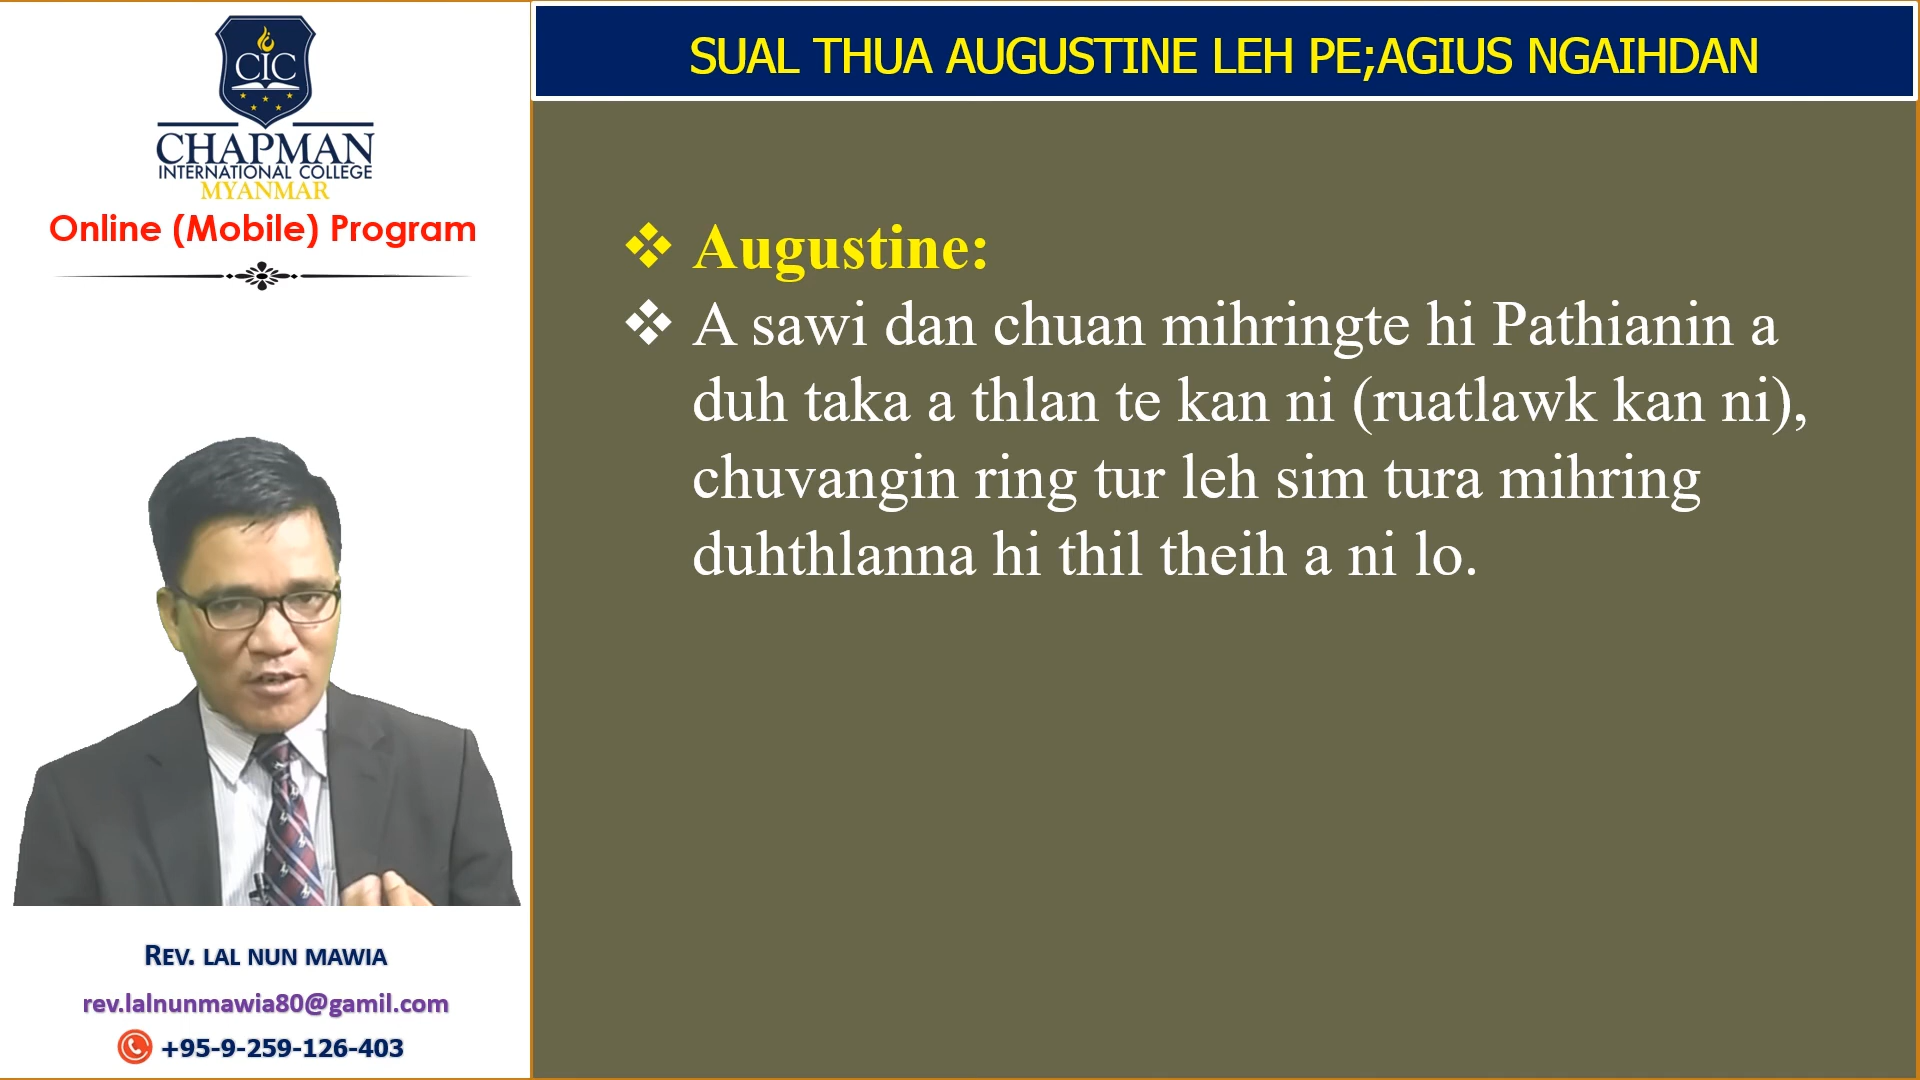 CIC
CHAPMAN
INTERNATIONAL COLLEGE
MYANMAR
Online (Mobile) Program
REV. LAL NUN MAWIA
rev.lalnunmawia80@gamil.com
+95-9-259-126-403
SUAL THUA AUGUSTINE LEH PE;AGIUS NGAIHDAN
Augustine:
A sawi dan chuan mihringte hi Pathianin a
duh taka a thlan te kan ni (ruatlawk kan ni),
chuvangin ring tur leh sim tura mihring
duhthlanna hi thil theih a ni lo.